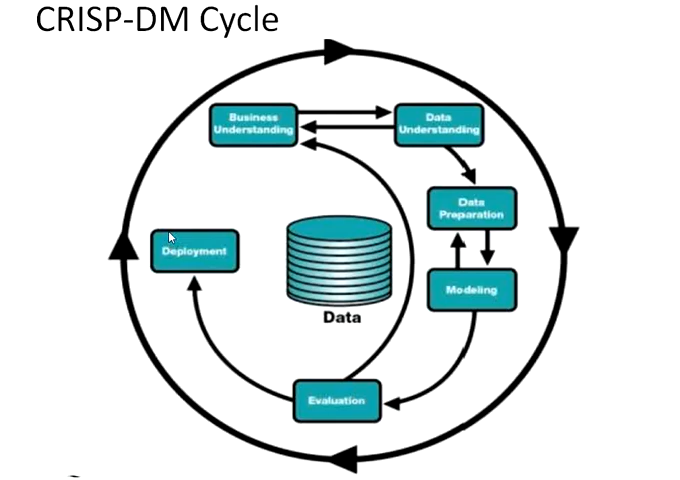 CRISP-DM Cycle
Business
Understanding
Data
Understanding
Data
Preparation
Deployment
Modeling
Data
Evaluation